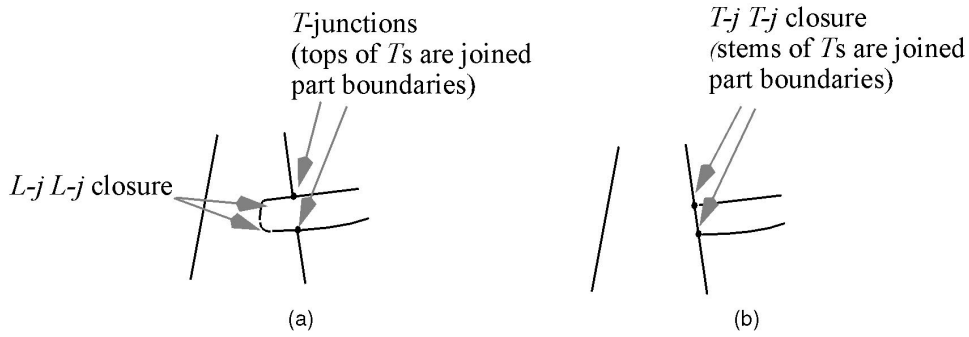 T-junctions
(tops of Ts are joined
part boundaries)
L-j L-j closure
(a)
T-j T-j closure
(stems of Ts are joined
part boundaries)
(b)